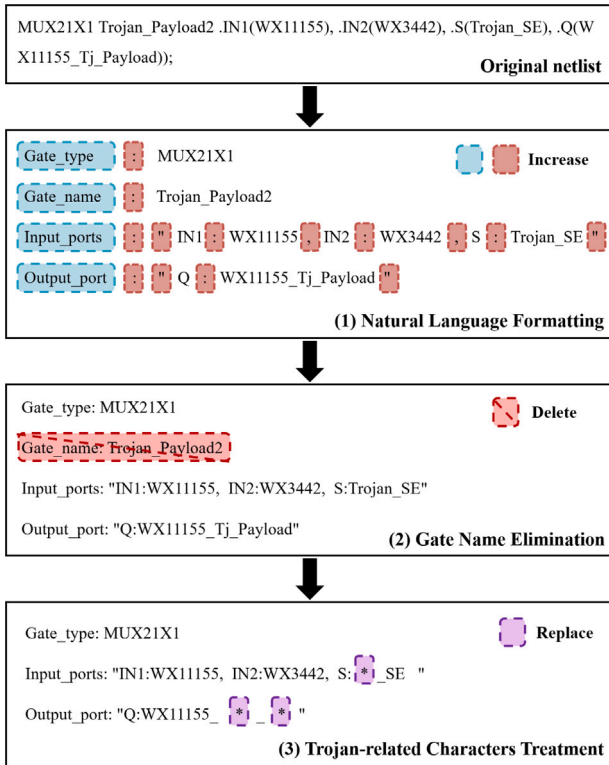 MUX21X1 Trojan_Payload2 .IN1(WX11155), .IN2(WX3442), .S(Trojan_SE), .Q(W
X11155_Tj_Payload));
Original netlist
Gate_type : MUX21X1
Increase
Gate_name : Trojan_Payload2
Input_ports : " IN1 : WX11155 , IN2 : WX3442 , S : Trojan_SE "
Output_port : " Q : WX11155_Tj_Payload "
(1) Natural Language Formatting
Gate_type: MUX21X1
Delete
Gate_name: Trojan_Payload2
Input_ports: "IN1:WX11155, IN2:WX3442, S:Trojan_SE"
Output_port: "Q:WX11155_Tj_Payload"
(2) Gate Name Elimination
Gate_type: MUX21X1
Replace
Input_ports: "IN1:WX11155, IN2:WX3442, S: * _SE "
Output_port: "Q:WX11155_ * _ * "
(3) Trojan-related Characters Treatment